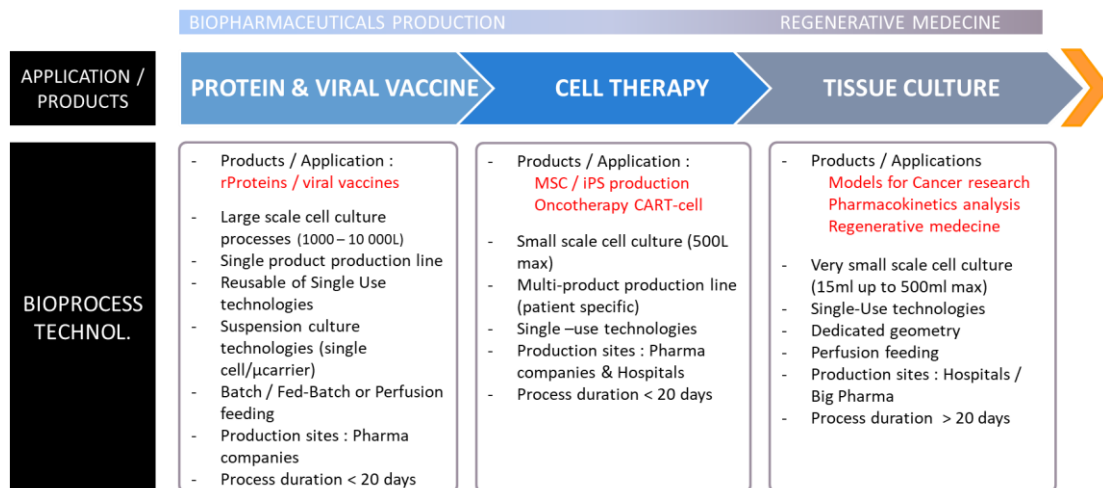 BIOPHARMACEUTICALS PRODUCTION
REGENERATIVE MEDECINE
APPLICATION /
PRODUCTS
PROTEIN & VIRAL VACCINE
CELL THERAPY
TISSUE CULTURE
BIOPROCESS
TECHNOL.
- Products / Application :
rProteins / viral vaccines
- Large scale cell culture
processes (1000 – 10 000L)
- Single product production line
- Reusable of Single Use
technologies
- Suspension culture
technologies (single
cell/µcarrier)
- Batch / Fed-Batch or Perfusion
feeding
- Production sites : Pharma
companies
- Process duration < 20 days
- Products / Application :
MSC / iPS production
Oncotherapy CART-cell
- Small scale cell culture (500L
max)
- Multi-product production line
(patient specific)
- Single –use technologies
- Production sites : Pharma
companies & Hospitals
- Process duration < 20 days
- Products / Applications
Models for Cancer research
Pharmacokinetics analysis
Regenerative medecine
- Very small scale cell culture
(15ml up to 500ml max)
- Single-Use technologies
- Dedicated geometry
- Perfusion feeding
- Production sites : Hospitals /
Big Pharma
- Process duration > 20 days